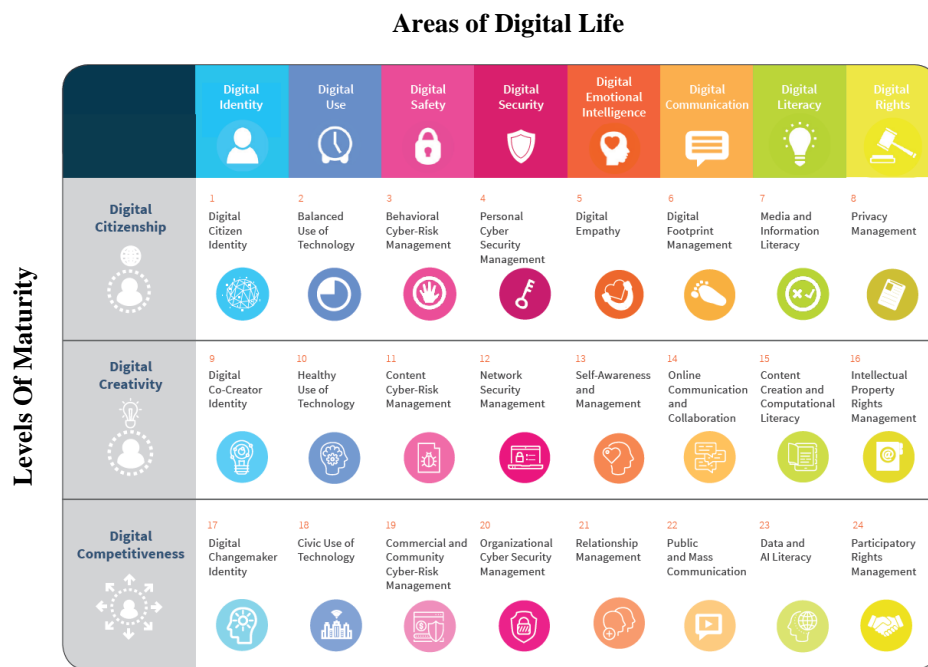 Areas of Digital Life
Levels Of Maturity
Digital
Identity
Digital
Use
Digital
Safety
Digital
Security
Digital
Emotional
Intelligence
Digital
Communication
Digital
Literacy
Digital
Rights
Digital
Citizenship
1
Digital
Citizen
Identity
2
Balanced
Use of
Technology
3
Behavioral
Cyber-Risk
Management
4
Personal
Cyber
Security
Management
5
Digital
Empathy
6
Digital
Footprint
Management
7
Media and
Information
Literacy
8
Privacy
Management
Digital
Creativity
9
Digital
Co-Creator
Identity
10
Healthy
Use of
Technology
11
Content
Cyber-Risk
Management
12
Network
Security
Management
13
Self-Awareness
and
Management
14
Online
Communication
and
Collaboration
15
Content
Creation and
Computational
Literacy
16
Intellectual
Property
Rights
Management
@
Digital
Competitiveness
17
Digital
Changemaker
Identity
18
Civic Use of
Technology
19
Commercial and
Community
Cyber-Risk
Management
$
20
Organizational
Cyber Security
Management
21
Relationship
Management
22
Public
and Mass
Communication
23
Data and
AI Literacy
24
Participatory
Rights
Management